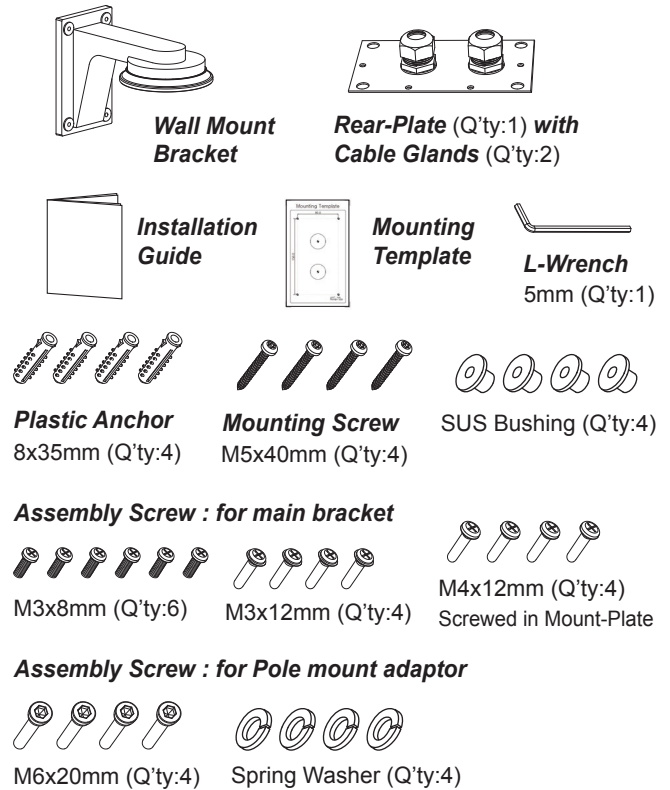 Wall Mount
Bracket
Rear-Plate (Q'ty:1) with
Cable Glands (Q'ty:2)
Installation
Guide
Mounting Template
Mounting
Template
L-Wrench
5mm (Q'ty:1)
Plastic Anchor
8x35mm (Q'ty:4)
Mounting Screw
M5x40mm (Q'ty:4)
SUS Bushing (Q'ty:4)
Assembly Screw : for main bracket
M3x8mm (Q'ty:6)
M3x12mm (Q'ty:4)
M4x12mm (Q'ty:4)
Screwed in Mount-Plate
Assembly Screw : for Pole mount adaptor
M6x20mm (Q'ty:4)
Spring Washer (Q'ty:4)